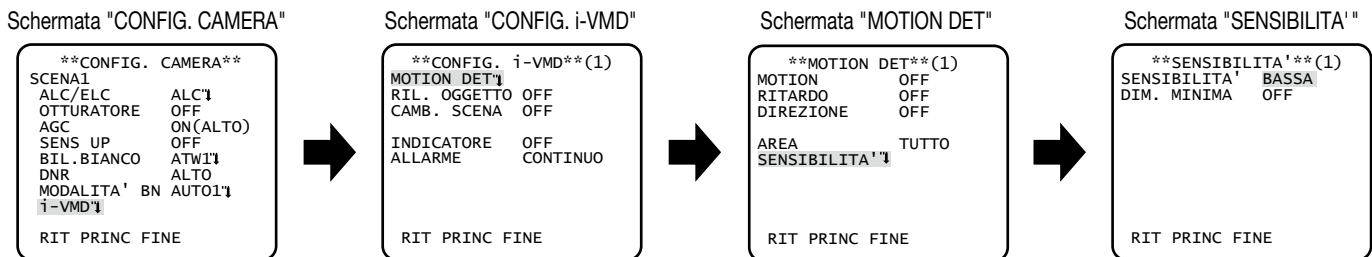 Schermata "CONFIG. CAMERA"
**CONFIG. CAMERA**
SCENA1
ALC/ELC ALC
OTTURATORE OFF
AGC ON(ALTO)
SENS UP OFF
BIL.BIANCO ATW1
DNR ALTO
MODALITA' BN AUTO1
i-VMD
RIT PRINC FINE
Schermata "CONFIG. i-VMD"
**CONFIG. i-VMD**(1)
MOTION DET
RIL. OGGETTO OFF
CAMB. SCENA OFF
INDICATORE OFF
ALLARME CONTINUO
RIT PRINC FINE
Schermata "MOTION DET"
**MOTION DET**(1)
MOTION OFF
RITARDO OFF
DIREZIONE OFF
AREA TUTTO
SENSIBILITA'
RIT PRINC FINE
Schermata "SENSIBILITA'"
**SENSIBILITA'**(1)
SENSIBILITA' BASSA
DIM. MINIMA OFF
RIT PRINC FINE